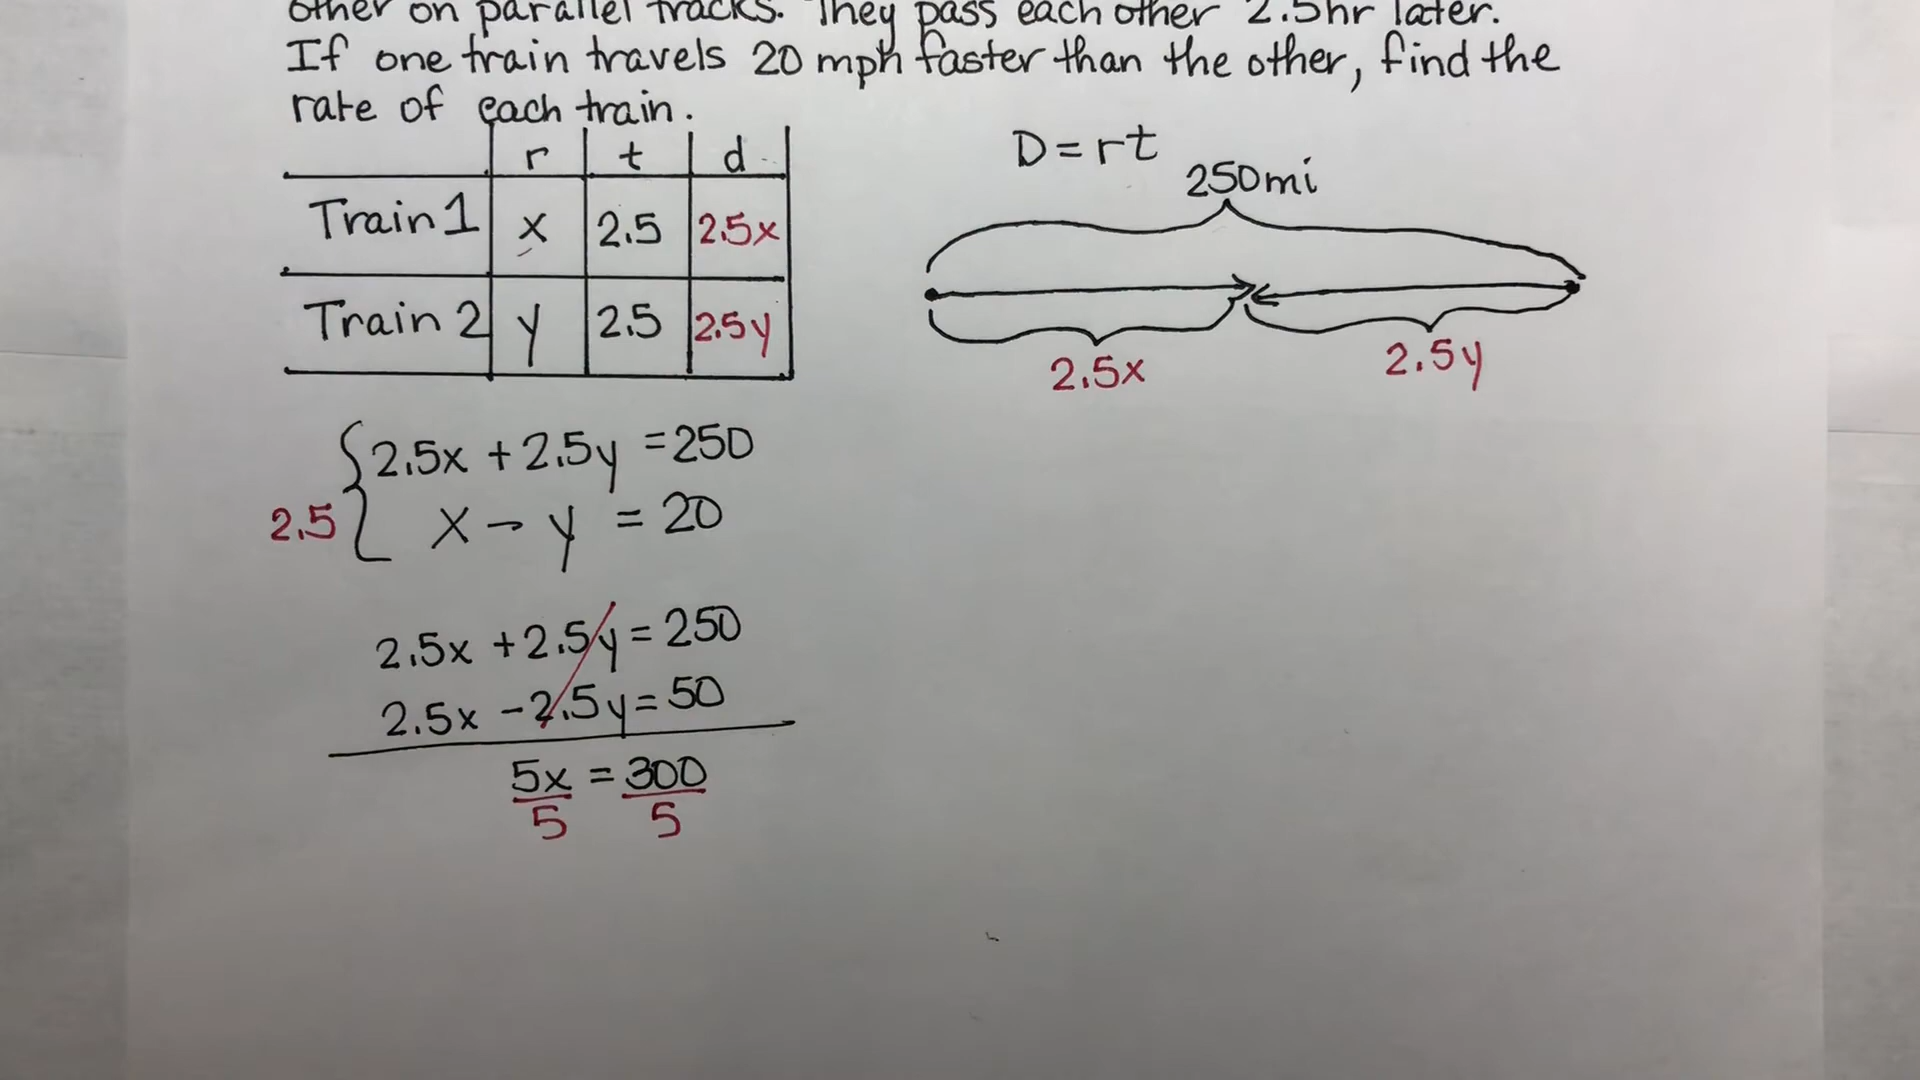 other on parallel tracks. They pass each other 2.5hr later.
If one train travels 20 mph faster than the other, find the
rate of each train.
r t d
Train 1 x 2.5 2.5x
Train 2 y 2.5 2.5y
D=rt
250mi
2.5x 2.5y
2.5x + 2.5y = 250
2.5 x - y = 20
2.5x + 2.5y = 250
2.5x - 2.5y = 50
5x = 300
5 5